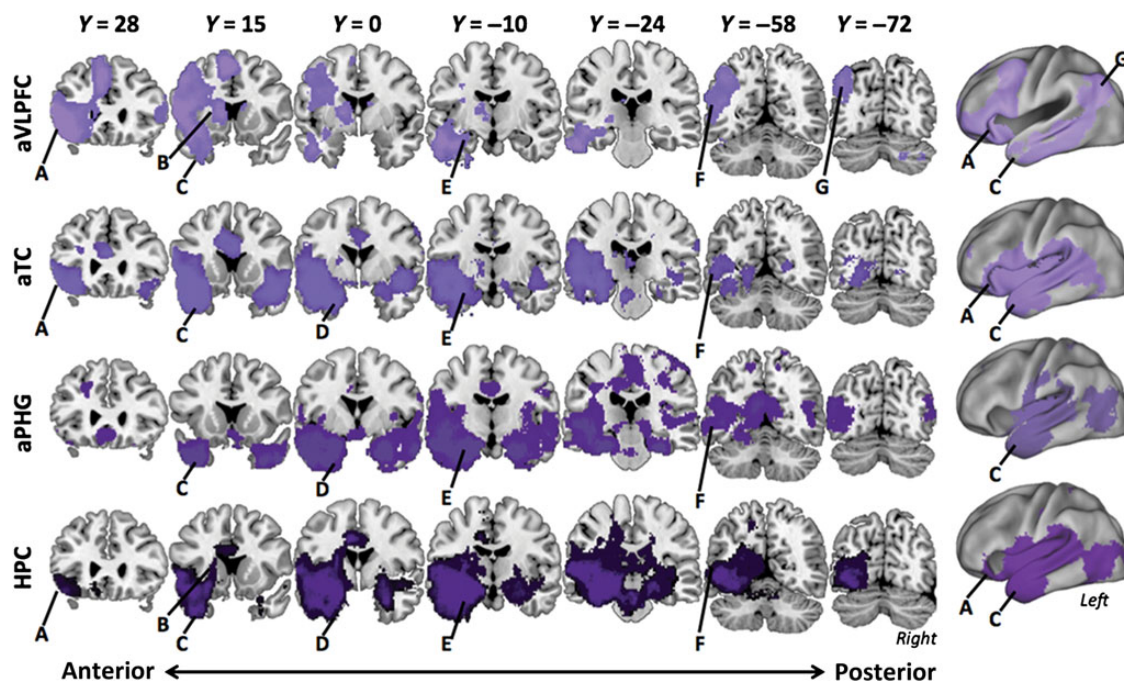 Y = 28 Y = 15 Y = 0 Y = −10 Y = −24 Y = −58 Y = −72
aVLPFC
G
A B C E F G A C
aTC
A C D E F A C
aPHG
C D E F C
HPC
A B C D E F A C
Left
Right
Anterior Posterior